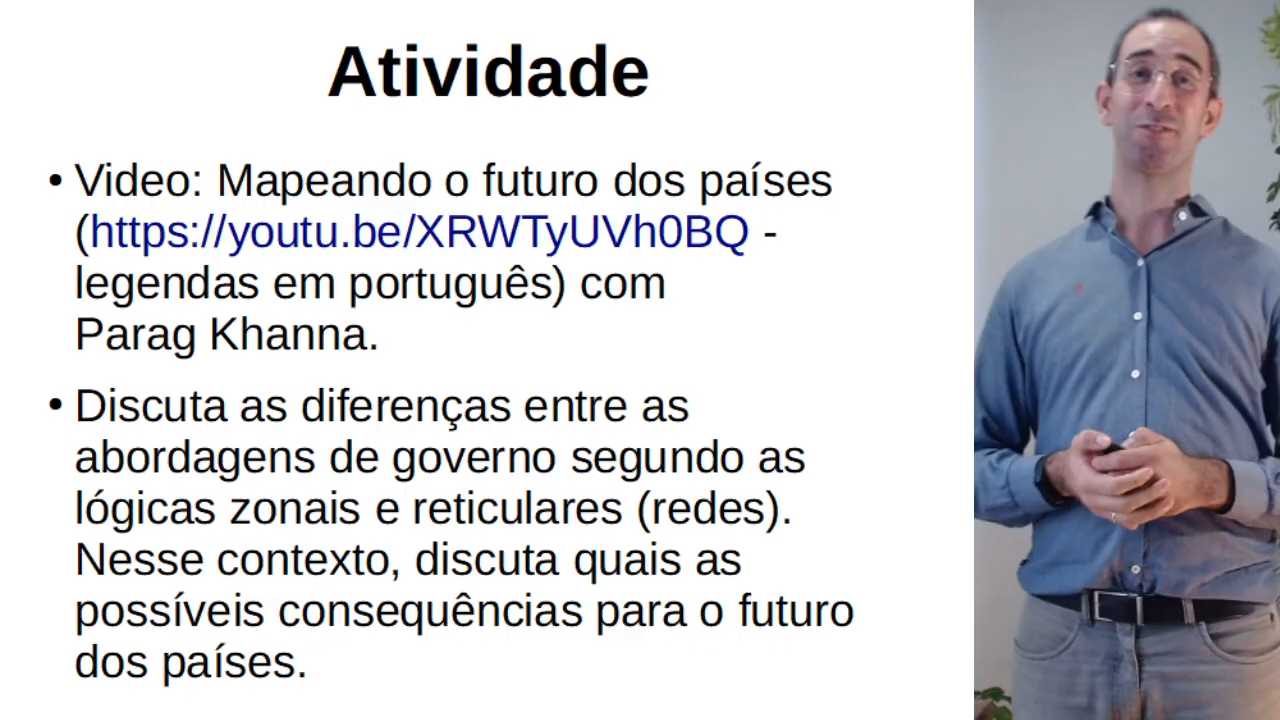 Atividade
• Video: Mapeando o futuro dos países
(https://youtu.be/XRWTyUVh0BQ -
legendas em português) com
Parag Khanna.
• Discuta as diferenças entre as
abordagens de governo segundo as
lógicas zonais e reticulares (redes).
Nesse contexto, discuta quais as
possíveis consequências para o futuro
dos países.